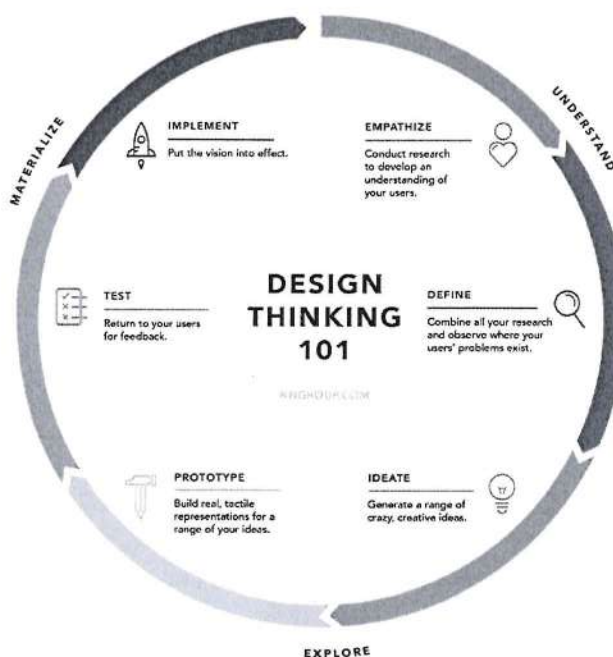 MATERIALIZE
UNDERSTAND
IMPLEMENT
Put the vision into effect.
EMPATHIZE
Conduct research
to develop an
understanding of
your users.
TEST
Return to your users
for feedback.
DESIGN
THINKING
101
DEFINE
Combine all your research
and observe where your
users' problems exist.
PROTOTYPE
Build real, tactile
representations for a
range of your ideas.
IDEATE
Generate a range of
crazy, creative ideas.
EXPLORE